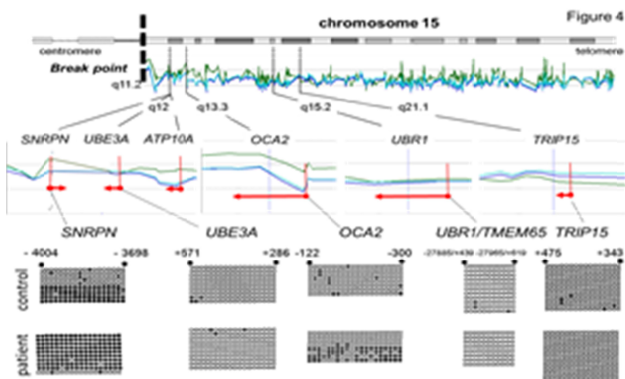 Figure 4
chromosome 15
centromere
telomere
Break point
q11.2
q12
q13.3
q15.2
q21.1
SNRPN UBE3A ATP10A OCA2 UBR1 TRIP15
SNRPN UBE3A OCA2 UBR1/TMEM65 TRIP15
- 4004 - 3698 +571 +286 -122 -300 +475 +343
control
patient